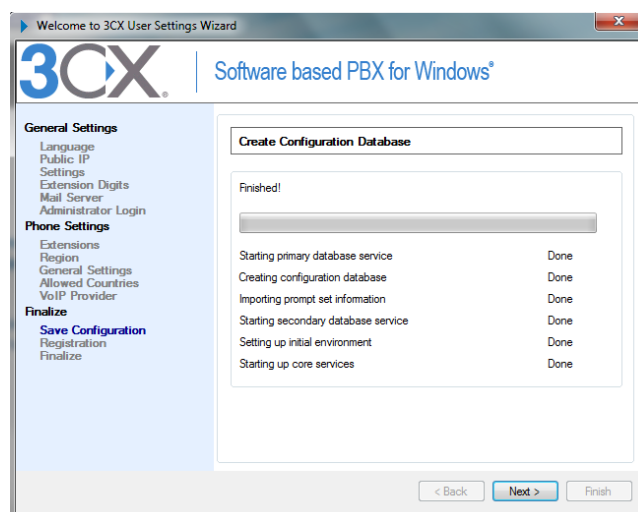 Welcome to 3CX User Settings Wizard
3CX®
Software based PBX for Windows®
General Settings
Language
Public IP
Settings
Extension Digits
Mail Server
Administrator Login
Phone Settings
Extensions
Region
General Settings
Allowed Countries
VoIP Provider
Finalize
Save Configuration
Registration
Finalize
Create Configuration Database
Finished!
Starting primary database service Done
Creating configuration database Done
Importing prompt set information Done
Starting secondary database service Done
Setting up initial environment Done
Starting up core services Done
< Back Next > Finish